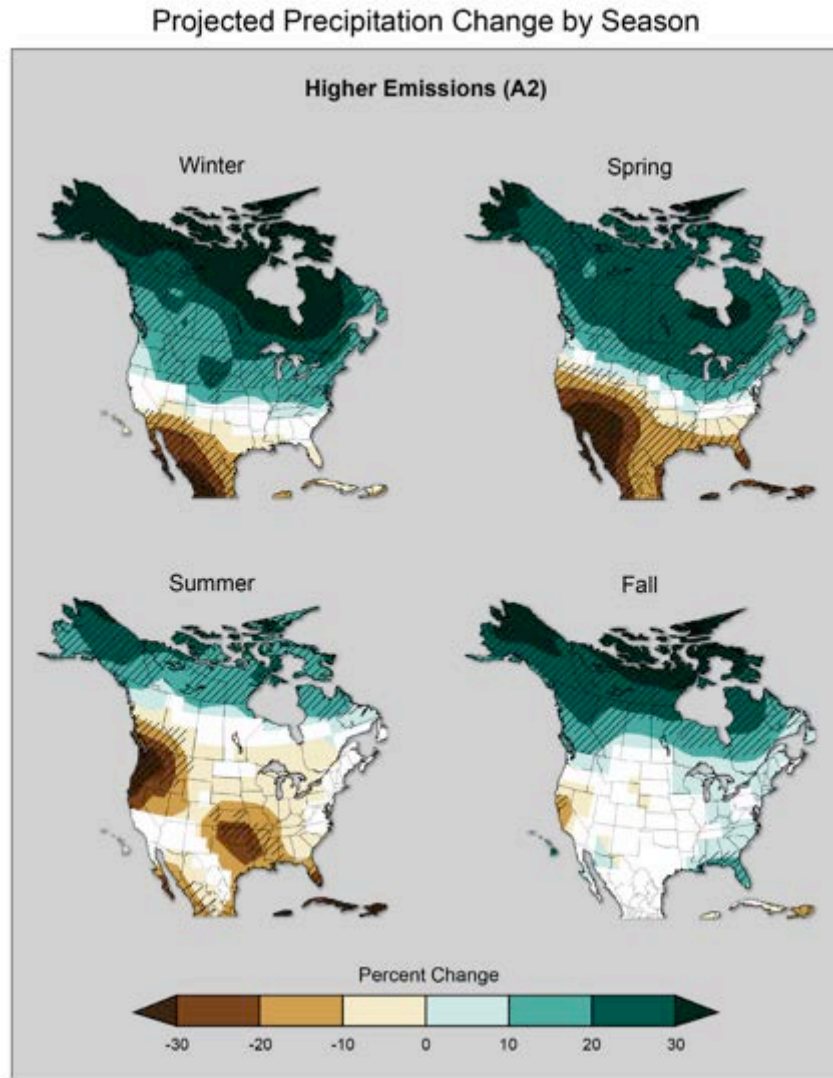 Projected Precipitation Change by Season
Higher Emissions (A2)
Winter
Spring
Summer
Fall
Percent Change
-30
-20
-10
0
10
20
30